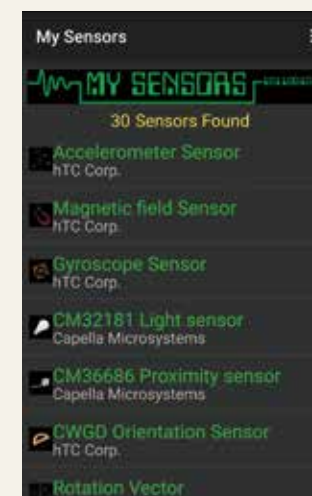 My Sensors
MY SENSORS
30 Sensors Found
Accelerometer Sensor
hTC Corp.
Magnetic field Sensor
hTC Corp.
Gyroscope Sensor
hTC Corp.
CM32181 Light sensor
Capella Microsystems
CM36686 Proximity sensor
Capella Microsystems
CWGD Orientation Sensor
hTC Corp.
Rotation Vector